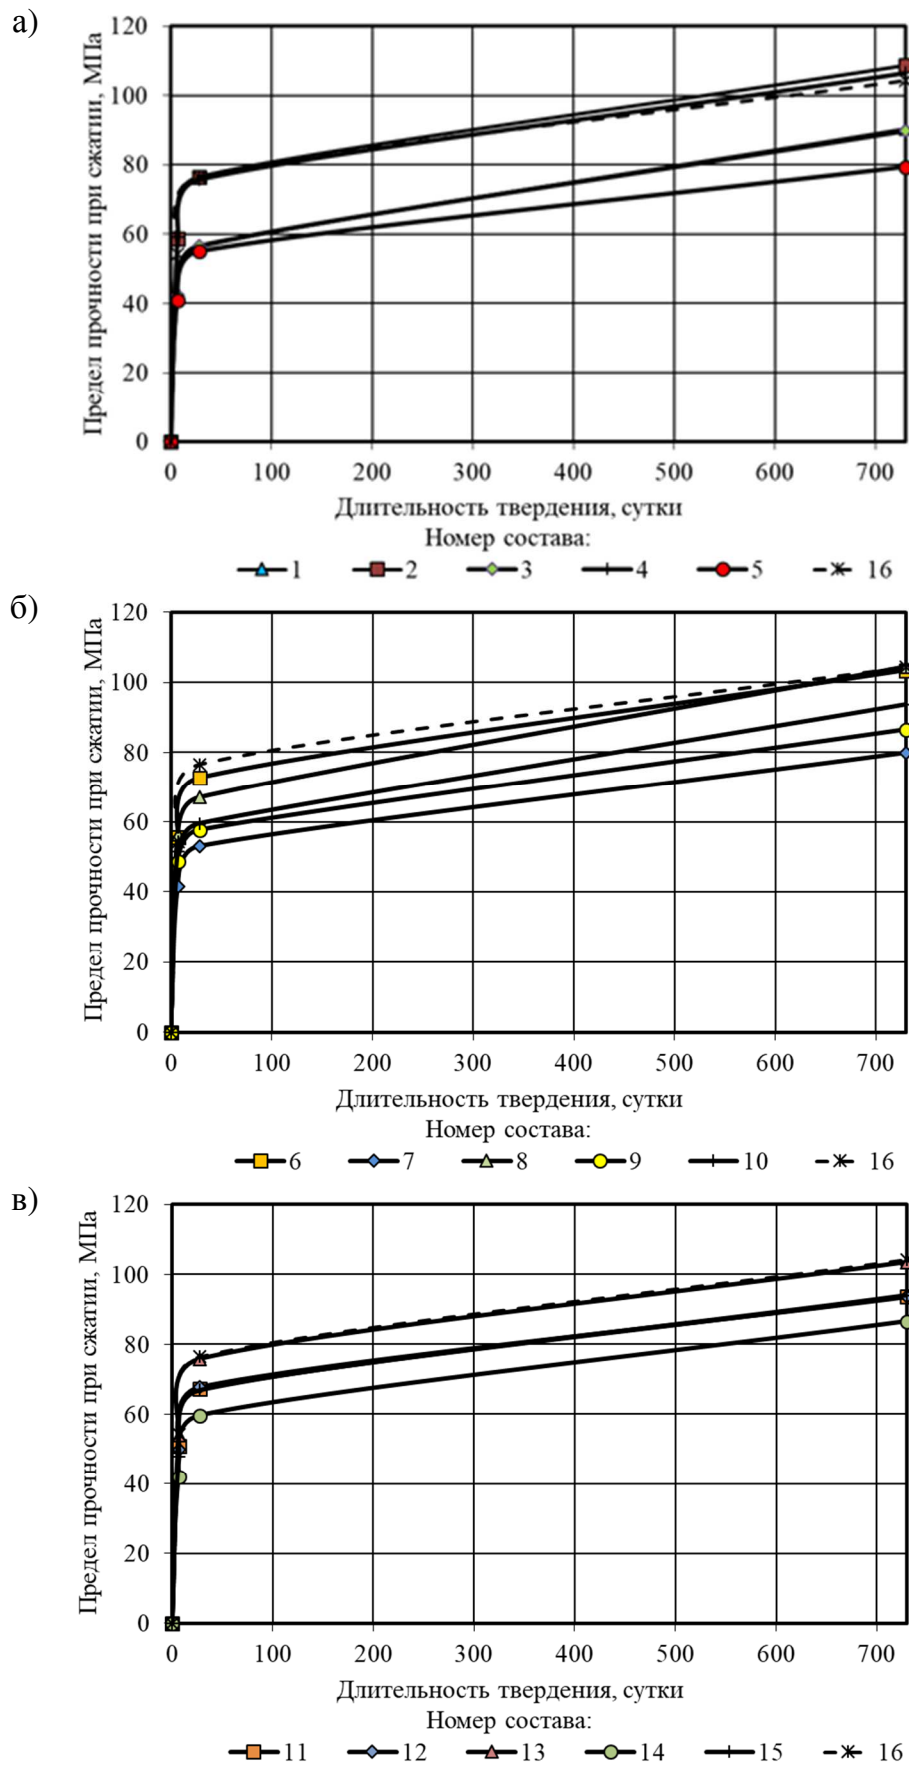 а)
Предел прочности при сжатии, МПа
120
100
80
60
40
20
0
0 100 200 300 400 500 600 700
Длительность твердения, сутки
Номер состава:
1 2 3 4 5 16
б)
Предел прочности при сжатии, МПа
120
100
80
60
40
20
0
0 100 200 300 400 500 600 700
Длительность твердения, сутки
Номер состава:
6 7 8 9 10 16
в)
Предел прочности при сжатии, МПа
120
100
80
60
40
20
0
0 100 200 300 400 500 600 700
Длительность твердения, сутки
Номер состава:
11 12 13 14 15 16